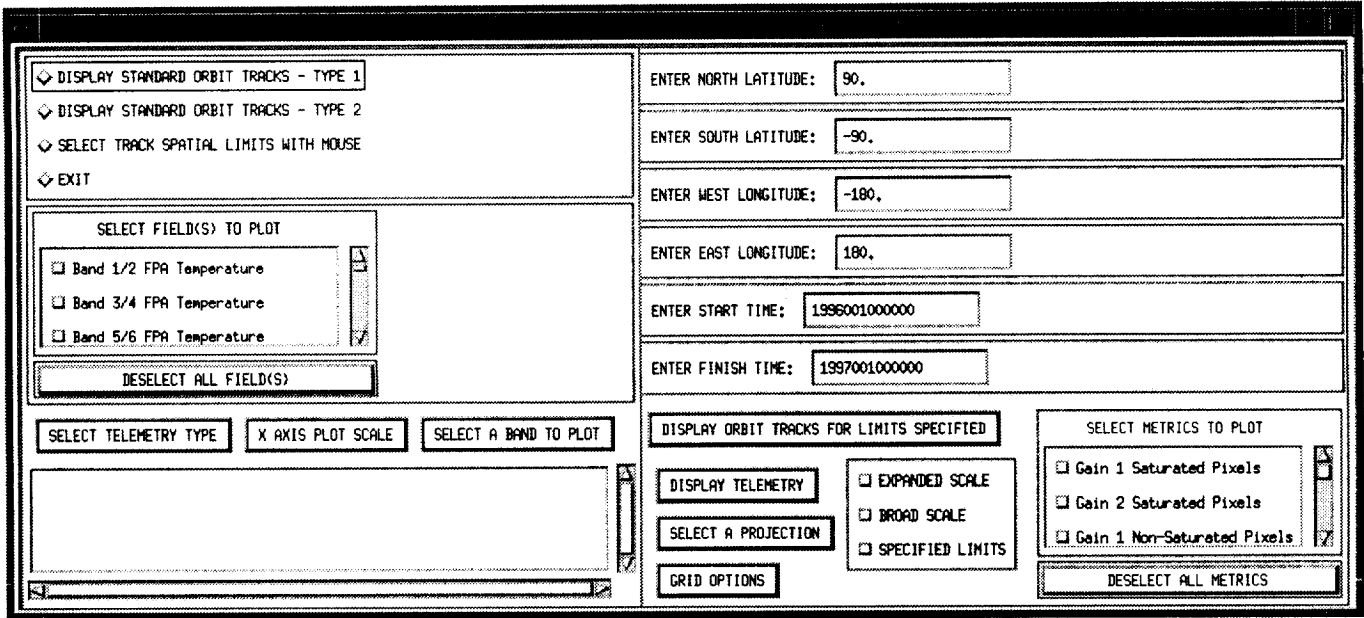 DISPLAY STANDARD ORBIT TRACKS - TYPE 1
DISPLAY STANDARD ORBIT TRACKS - TYPE 2
SELECT TRACK SPATIAL LIMITS WITH MOUSE
EXIT
SELECT FIELD(S) TO PLOT
Band 1/2 FPA Temperature
Band 3/4 FPA Temperature
Band 5/6 FPA Temperature
DESELECT ALL FIELD(S)
SELECT TELEMETRY TYPE
X AXIS PLOT SCALE
SELECT A BAND TO PLOT
ENTER NORTH LATITUDE: 90.
ENTER SOUTH LATITUDE: -90.
ENTER WEST LONGITUDE: -180.
ENTER EAST LONGITUDE: 180.
ENTER START TIME: 1996001000000
ENTER FINISH TIME: 1997001000000
DISPLAY ORBIT TRACKS FOR LIMITS SPECIFIED
DISPLAY TELEMETRY
SELECT A PROJECTION
GRID OPTIONS
EXPANDED SCALE
BROAD SCALE
SPECIFIED LIMITS
SELECT METRICS TO PLOT
Gain 1 Saturated Pixels
Gain 2 Saturated Pixels
Gain 1 Non-Saturated Pixels
DESELECT ALL METRICS